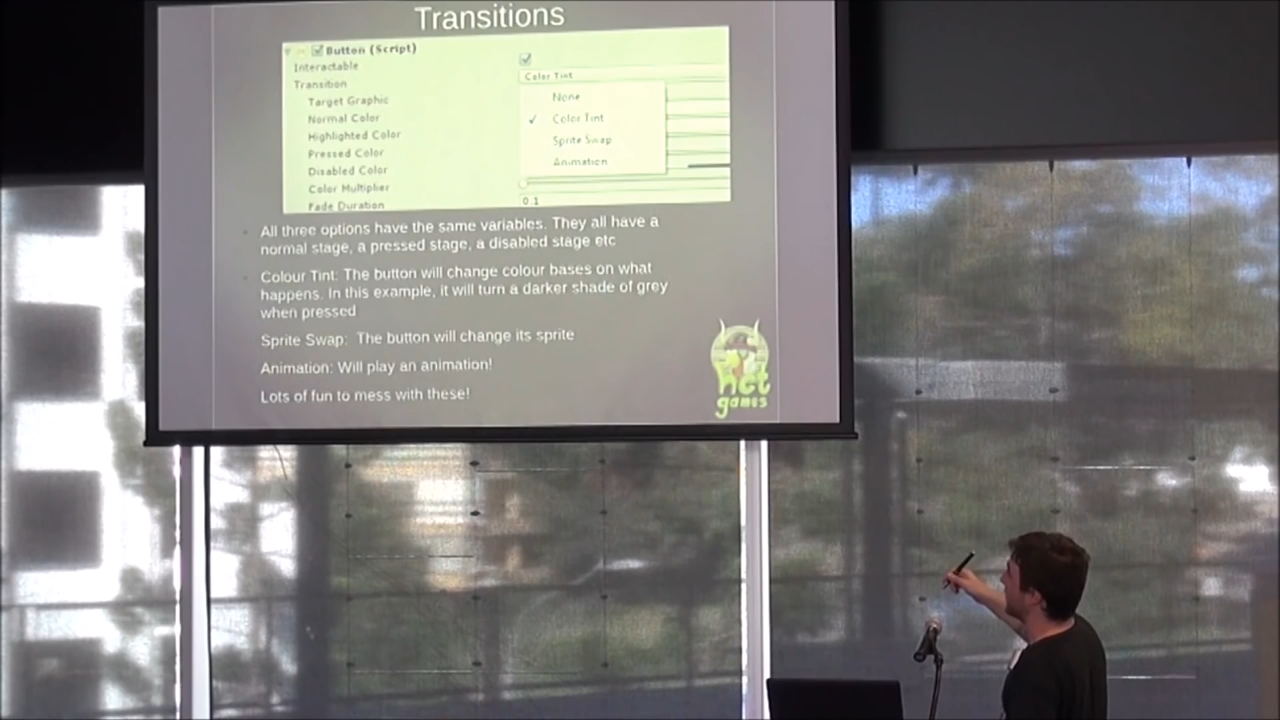 Transitions
Button (Script)
Interactable
Transition
Color Tint
Target Graphic
None
Normal Color
✓ Color Tint
Highlighted Color
Sprite Swap
Pressed Color
Animation
Disabled Color
Color Multiplier
Fade Duration
0.1
All three options have the same variables. They all have a
normal stage, a pressed stage, a disabled stage etc
Colour Tint: The button will change colour bases on what
happens. In this example, it will turn a darker shade of grey
when pressed
Sprite Swap: The button will change its sprite
Animation: Will play an animation!
Lots of fun to mess with these!
games